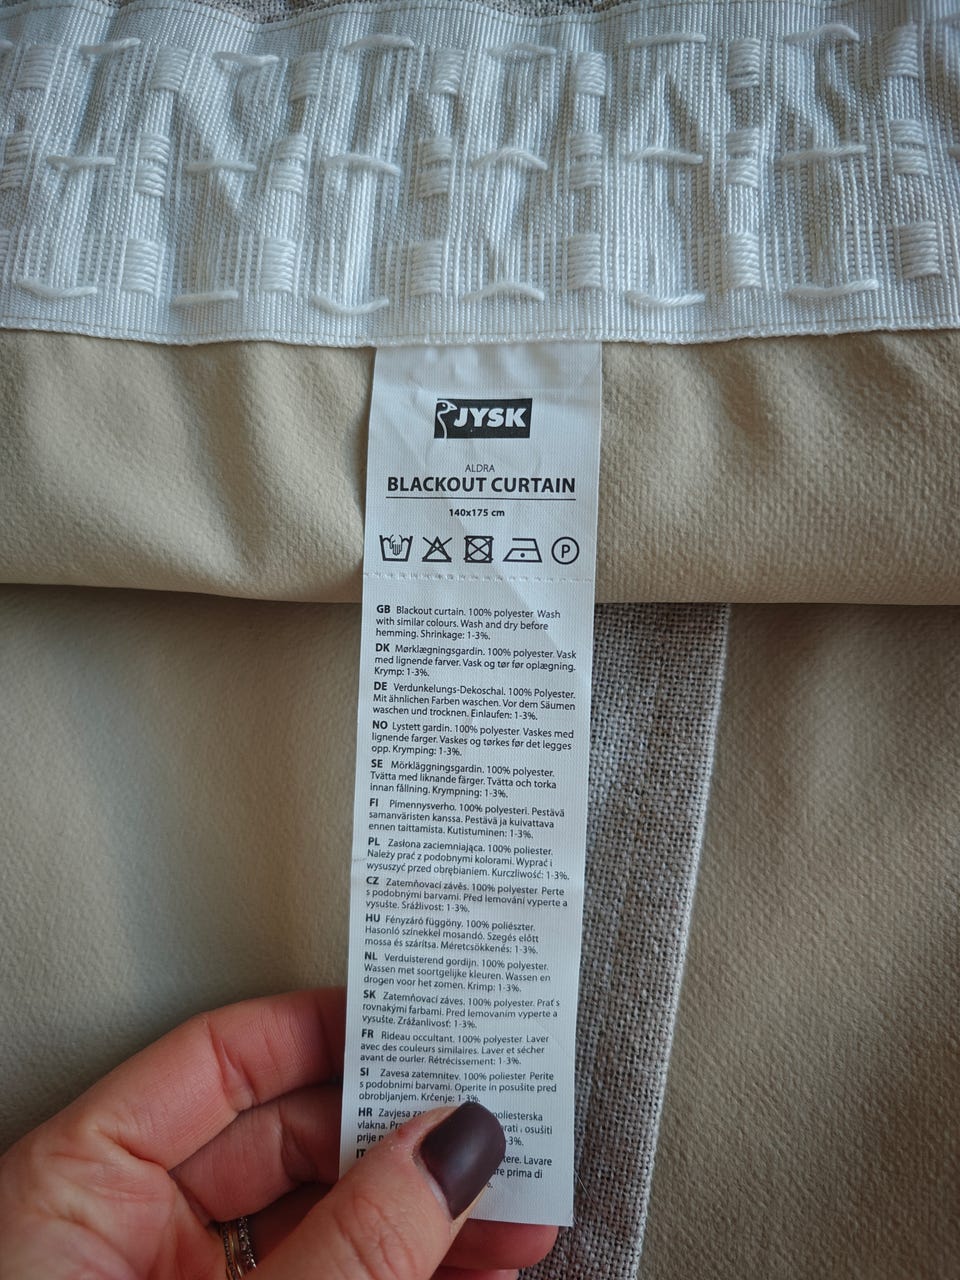 JYSK
ALDRA
BLACKOUT CURTAIN
140x175 cm
P
GB Blackout curtain. 100% polyester. Wash
with similar colours. Wash and dry before
hemming. Shrinkage: 1-3%.
DK Mørklægningsgardin. 100% polyester. Vask
med lignende farver. Vask og tør før oplægning.
Krymp: 1-3%.
DE Verdunkelungs-Dekoschal. 100% Polyester.
Mit ähnlichen Farben waschen. Vor dem Säumen
waschen und trocknen. Einlaufen: 1-3%.
NO Lystett gardin. 100% polyester. Vaskes med
lignende farger. Vaskes og tørkes før det legges
opp. Krymping: 1-3%.
SE Mörkläggningsgardin. 100% polyester.
Tvätta med liknande färger. Tvätta och torka
innan fållning. Krympning: 1-3%.
FI Pimennysverho. 100% polyesteri. Pestävä
samanväristen kanssa. Pestävä ja kuivattava
ennen taittamista. Kutistuminen: 1-3%.
PL Zasłona zaciemniająca. 100% poliester.
Należy prać z podobnymi kolorami. Wyprać i
wysuszyć przed obrębianiem. Kurczliwość: 1-3%.
CZ Zatemňovací závěs. 100% polyester. Perte
s podobnými barvami. Před lemování vyperte a
vysušte. Srážlivost: 1-3%.
HU Fényzáró függöny. 100% poliészter.
Hasonló színekkel mosandó. Szegés előtt
mossa és szárítsa. Méretcsökkenés: 1-3%.
NL Verduisterend gordijn. 100% polyester.
Wassen met soortgelijke kleuren. Wassen en
drogen voor het zomen. Krimp: 1-3%.
SK Zatemňovací záves. 100% polyester. Prať s
rovnakými farbami. Pred lemovaním vyperte a
vysušte. Zrážanlivosť: 1-3%.
FR Rideau occultant. 100% polyester. Laver
avec des couleurs similaires. Laver et sécher
avant de ourler. Rétrécissement: 1-3%.
SI Zavesa zatemnitev. 100% poliester. Perite
s podobnimi barvami. Operite in posušite pred
obrobljanjem. Krčenje: 1-3%.
HR Zavjesa
vlakna. osušiti
prije -3%.
IT Lavare
prima di